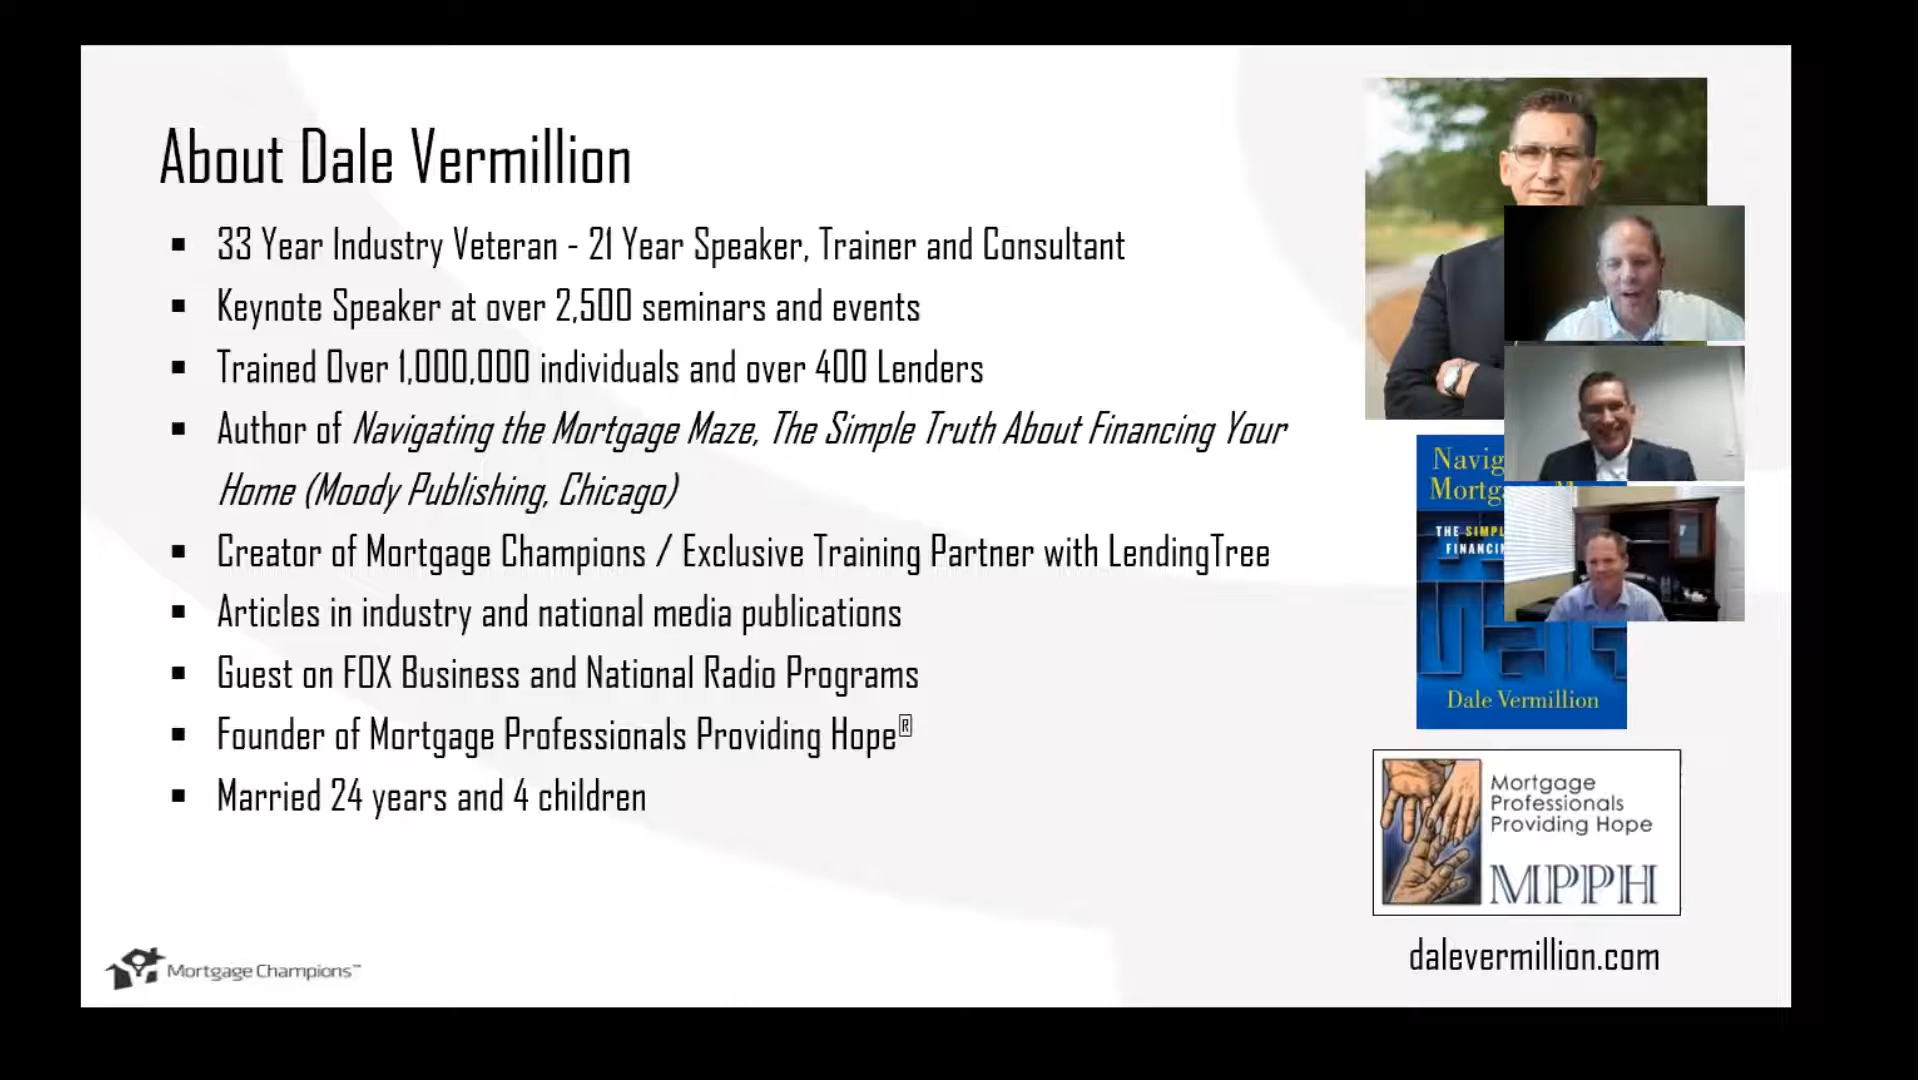 About Dale Vermillion
▪ 33 Year Industry Veteran - 21 Year Speaker, Trainer and Consultant
▪ Keynote Speaker at over 2,500 seminars and events
▪ Trained Over 1,000,000 individuals and over 400 Lenders
▪ Author of Navigating the Mortgage Maze, The Simple Truth About Financing Your
Home (Moody Publishing, Chicago)
▪ Creator of Mortgage Champions / Exclusive Training Partner with LendingTree
▪ Articles in industry and national media publications
▪ Guest on FOX Business and National Radio Programs
▪ Founder of Mortgage Professionals Providing Hope®
▪ Married 24 years and 4 children
Mortgage Champions™
THE
Dale Vermillion
Mortgage
Professionals
Providing Hope
MPPH
dalevermillion.com